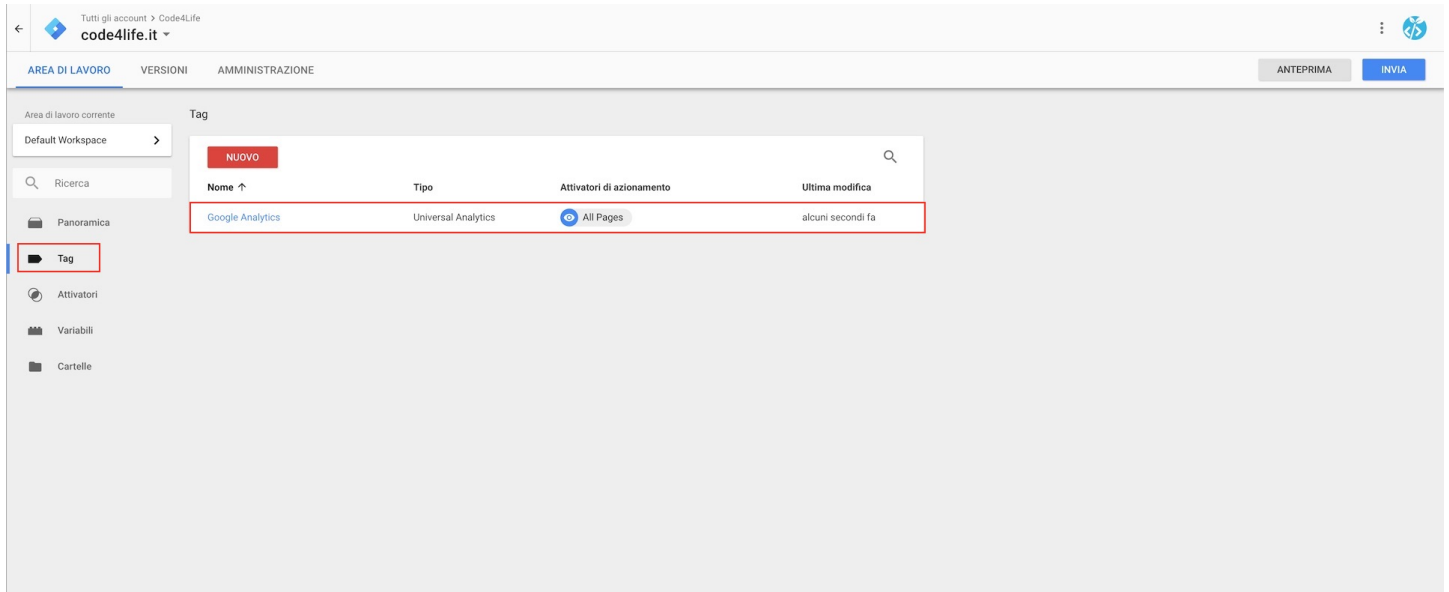 Tutti gli account > Code4Life
code4life.it
AREA DI LAVORO VERSIONI AMMINISTRAZIONE ANTEPRIMA INVIA
Area di lavoro corrente
Default Workspace
Ricerca
Panoramica
Tag
Attivatori
Variabili
Cartelle
Tag
NUOVO
Nome Tipo Attivatori di azionamento Ultima modifica
Google Analytics Universal Analytics All Pages alcuni secondi fa